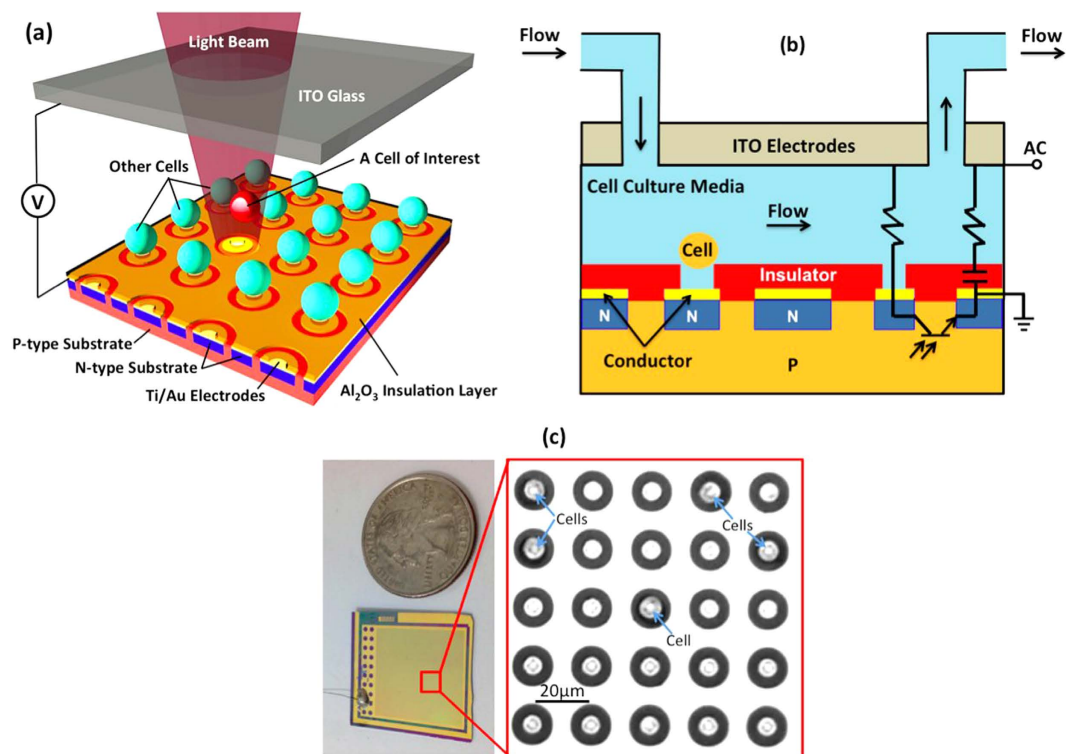 (a)
Light Beam
ITO Glass
Other Cells
A Cell of Interest
V
P-type Substrate
N-type Substrate
Ti/Au Electrodes
Al₂O₃ Insulation Layer
(b)
Flow
Flow
ITO Electrodes
AC
Cell Culture Media
Flow
Cell
Insulator
N
N
N
Conductor
P
(c)
Cells
Cells
Cell
20μm